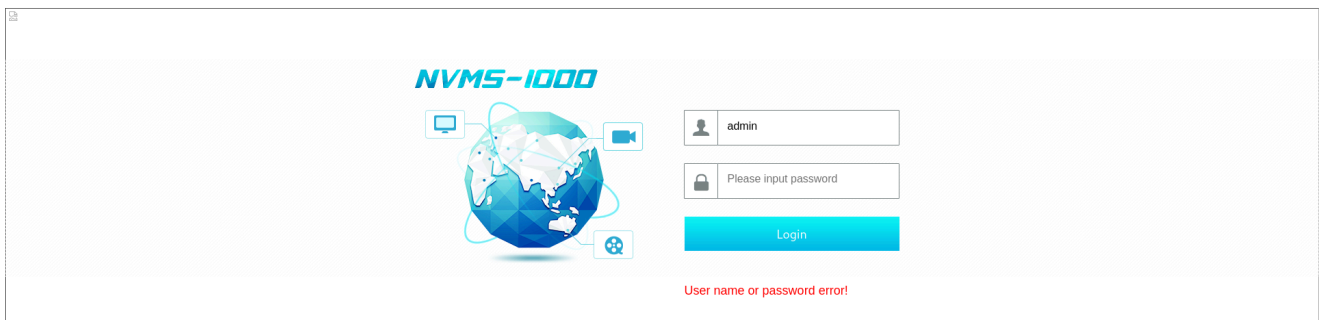 NVMS-1000
admin
Please input password
Login
User name or password error!